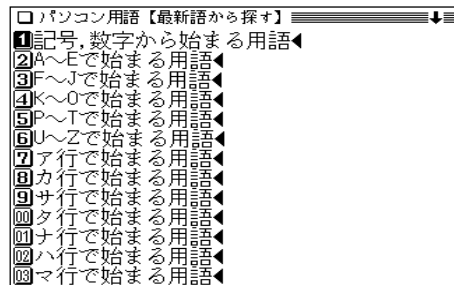 パソコン用語【最新語から探す】
1記号,数字から始まる用語
2A～Eで始まる用語
3F～Jで始まる用語
4K～Oで始まる用語
5P～Tで始まる用語
6U～Zで始まる用語
7ア行で始まる用語
8カ行で始まる用語
9サ行で始まる用語
00タ行で始まる用語
01ナ行で始まる用語
02ハ行で始まる用語
03マ行で始まる用語